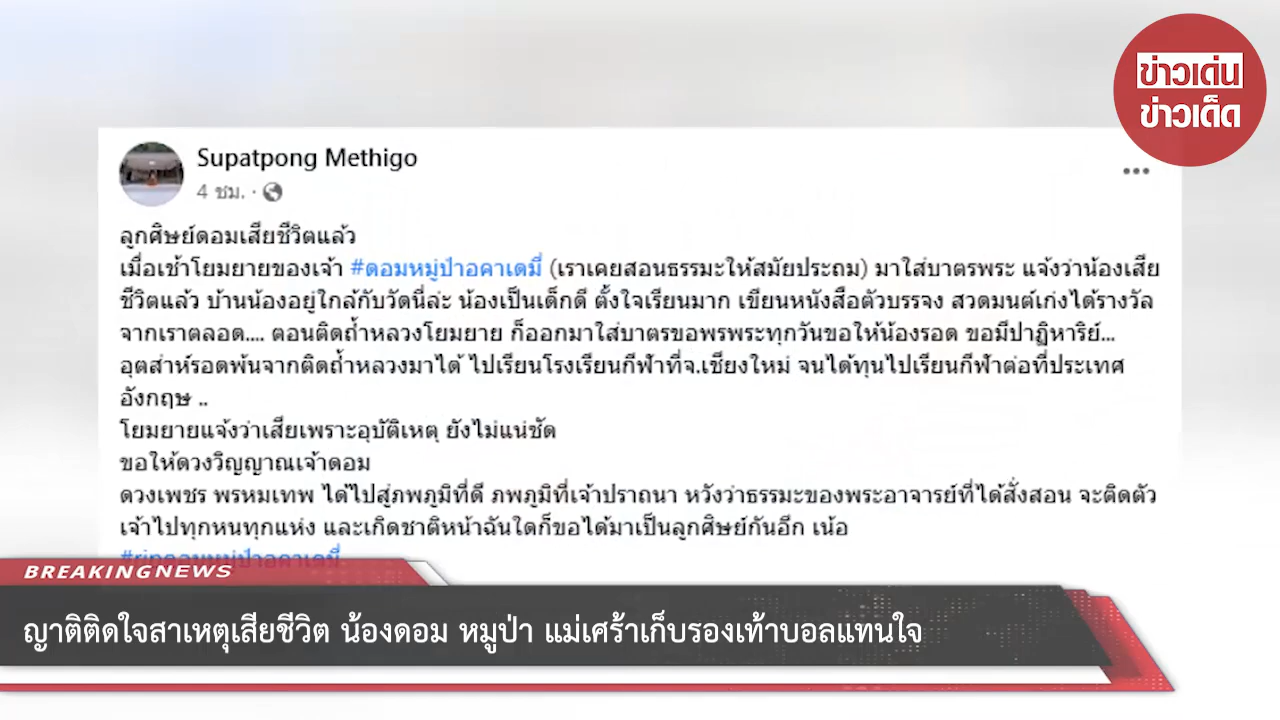 ข่าวเด่น
ข่าวเด็ด
Supatpong Methigo
4 ชม. ·
ลูกศิษย์ดอมเสียชีวิตแล้ว
เมื่อเช้าโยมยายของเจ้า #ดอมหมูป่าอคาเดมี่ (เราเคยสอนธรรมะให้สมัยประถม) มาใส่บาตรพระ แจ้งว่าน้องเสีย
ชีวิตแล้ว บ้านน้องอยู่ใกล้กับวัดนี่ล่ะ น้องเป็นเด็กดี ตั้งใจเรียนมาก เขียนหนังสือตัวบรรจง สวดมนต์เก่งได้รางวัล
จากเราตลอด.... ตอนติดถ้ำหลวงโยมยาย ก็ออกมาใส่บาตรขอพรพระทุกวันขอให้น้องรอด ขอมีปาฏิหาริย์...
อุตส่าห์รอดพ้นจากติดถ้ำหลวงมาได้ ไปเรียนโรงเรียนกีฬาที่จ.เชียงใหม่ จนได้ทุนไปเรียนกีฬาต่อที่ประเทศ
อังกฤษ ..
โยมยายแจ้งว่าเสียเพราะอุบัติเหตุ ยังไม่แน่ชัด
ขอให้ดวงวิญญาณเจ้าดอม
ดวงเพชร พรหมเทพ ได้ไปสู่ภพภูมิที่ดี ภพภูมิที่เจ้าปราถนา หวังว่าธรรมะของพระอาจารย์ที่ได้สั่งสอน จะติดตัว
เจ้าไปทุกหนทุกแห่ง และเกิดชาติหน้าฉันใดก็ขอได้มาเป็นลูกศิษย์กันอีก เน้อ
#ripดอมหมูป่าอคาเดมี่
BREAKINGNEWS
ญาติติดใจสาเหตุเสียชีวิต น้องดอม หมูป่า แม่เศร้าเก็บรองเท้าบอลแทนใจ